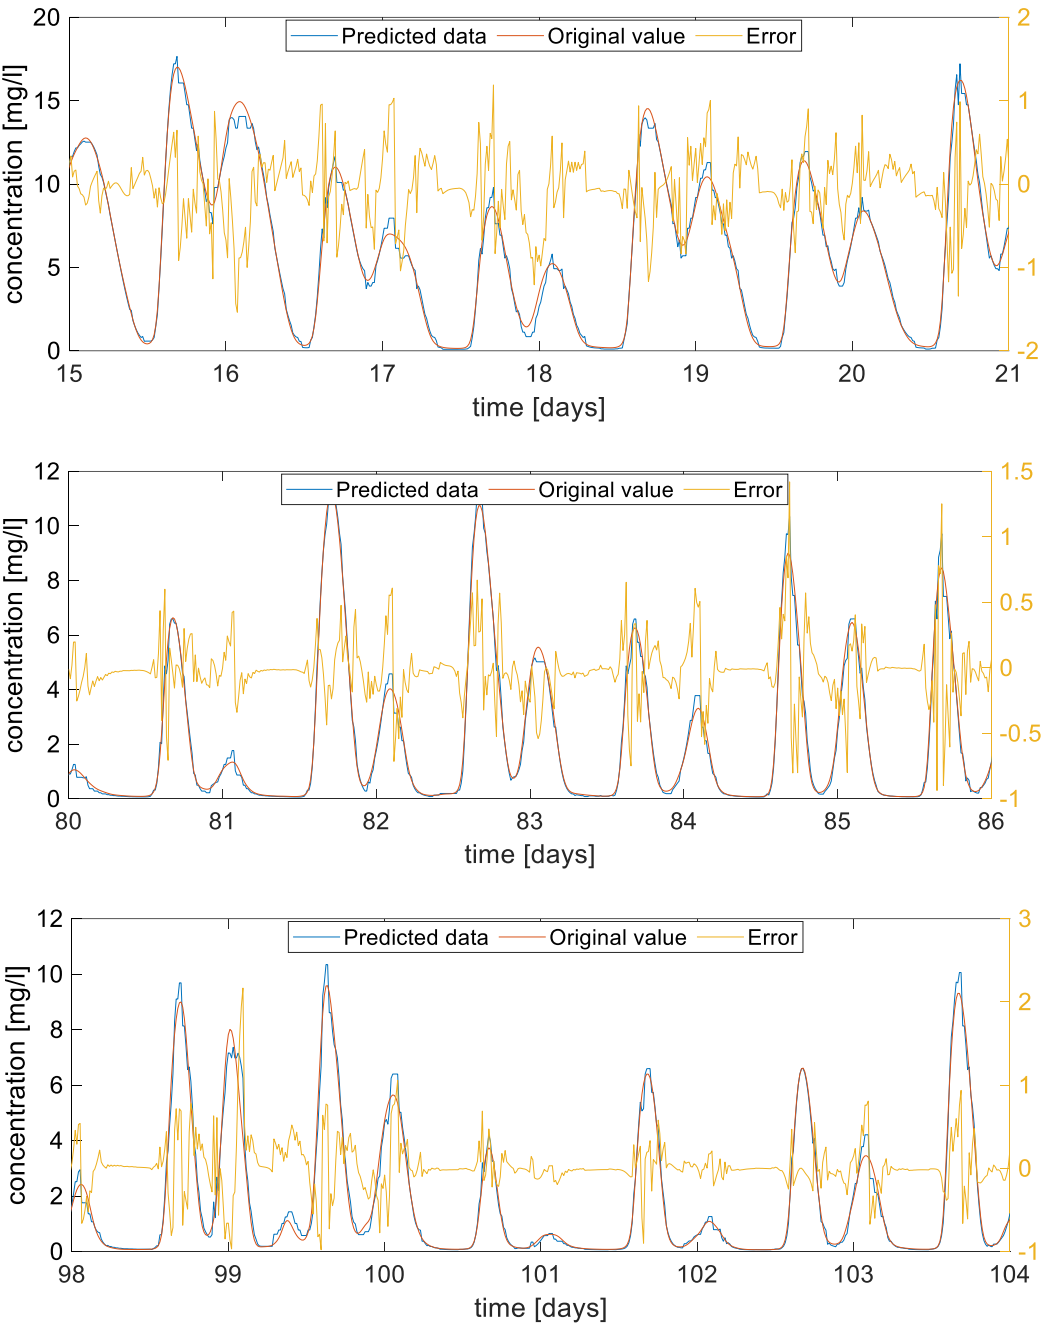 20
2
Predicted data Original value Error
15
1
10
0
5
-1
0
-2
concentration [mg/l]
15 16 17 18 19 20 21
time [days]
12
1.5
Predicted data Original value Error
10
1
8
0.5
6
0
4
-0.5
2
0
-1
concentration [mg/l]
80 81 82 83 84 85 86
time [days]
12
3
Predicted data Original value Error
10
2
8
6
1
4
0
2
0
-1
concentration [mg/l]
98 99 100 101 102 103 104
time [days]